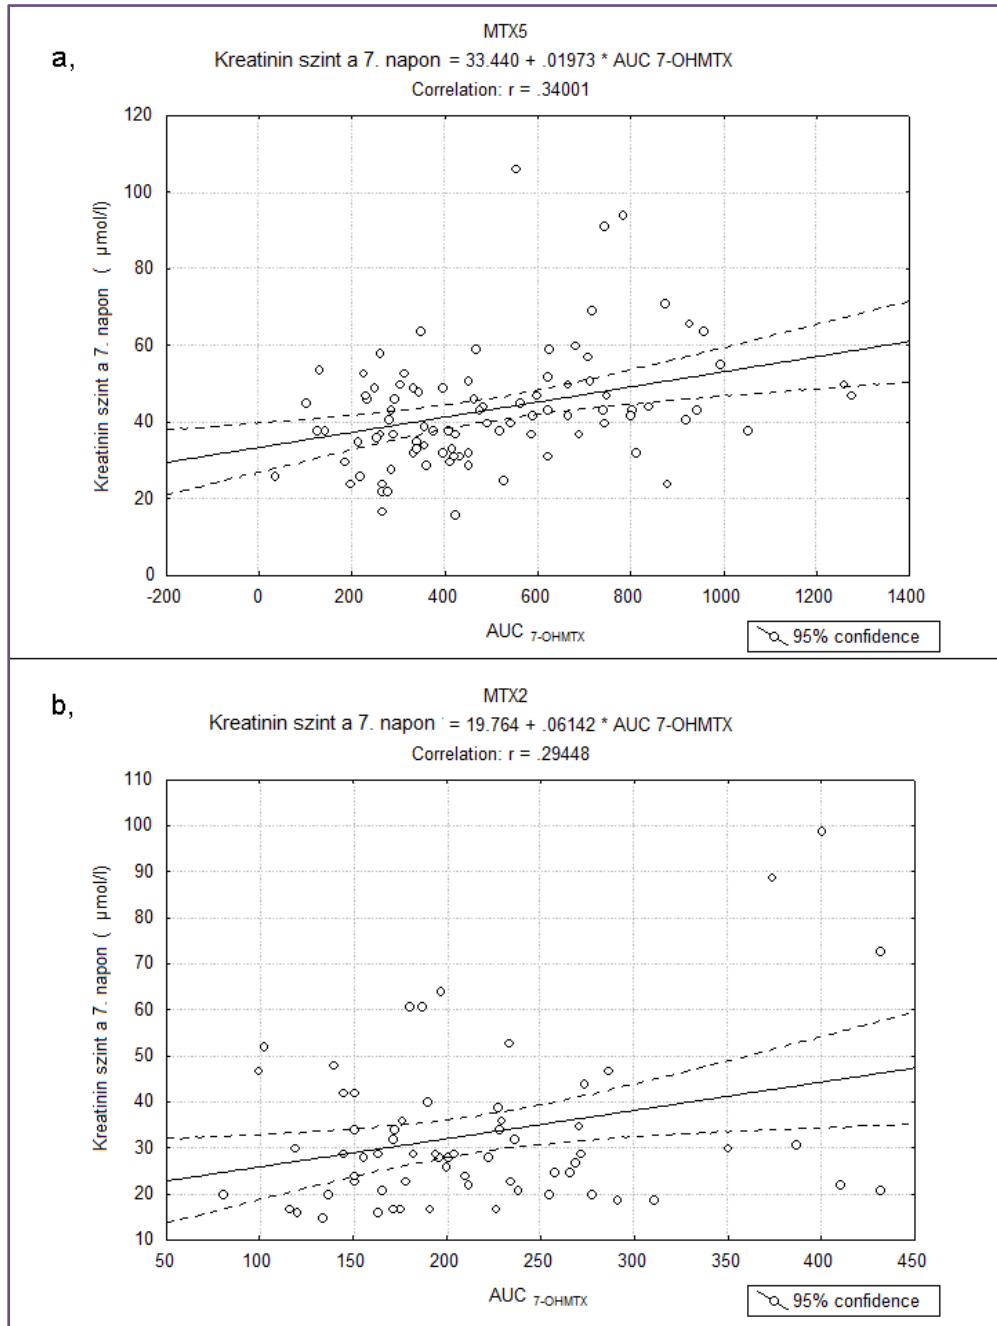 a,
MTX5
Kreatinin szint a 7. napon = 33.440 + .01973 * AUC 7-OHMTX
Correlation: r = .34001
Kreatinin szint a 7. napon ( µmol/l)
120
100
80
60
40
20
0
-200 0 200 400 600 800 1000 1200 1400
AUC 7-OHMTX
95% confidence
b,
MTX2
Kreatinin szint a 7. napon = 19.764 + .06142 * AUC 7-OHMTX
Correlation: r = .29448
Kreatinin szint a 7. napon ( µmol/l)
110
100
90
80
70
60
50
40
30
20
10
50 100 150 200 250 300 350 400 450
AUC 7-OHMTX
95% confidence